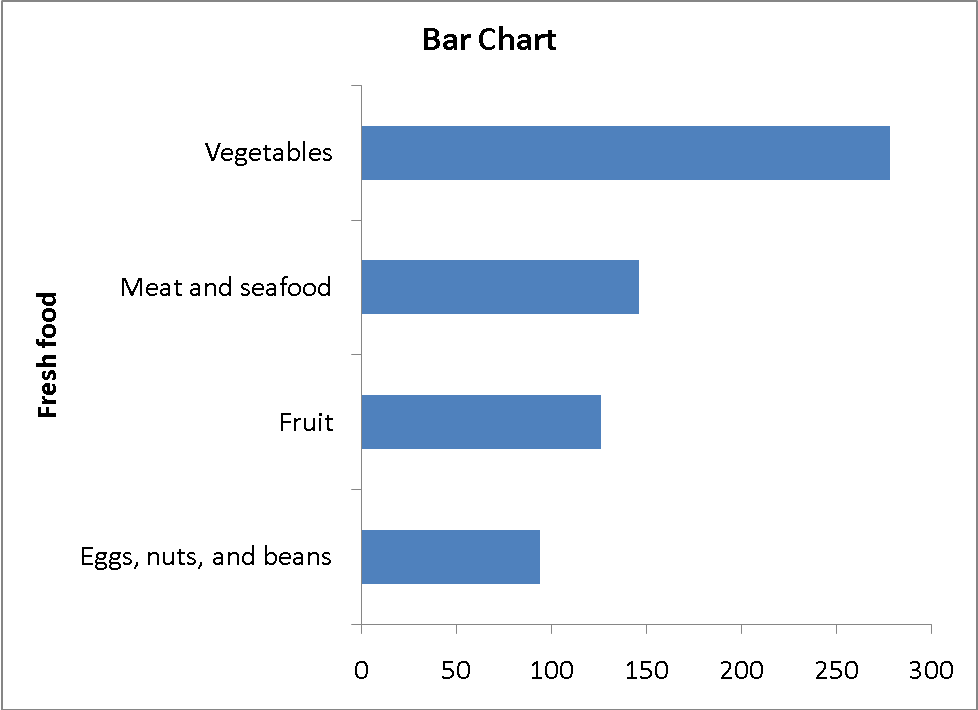 Bar Chart
Fresh food
Vegetables
Meat and seafood
Fruit
Eggs, nuts, and beans
0 50 100 150 200 250 300